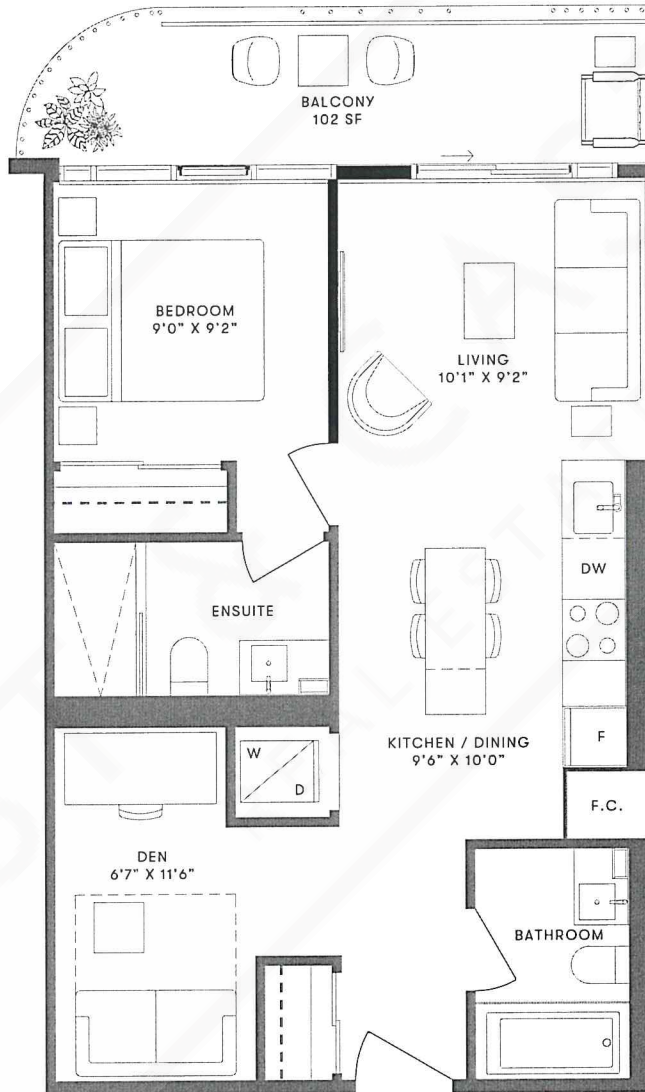 BALCONY
102 SF
BEDROOM
9'0" X 9'2"
LIVING
10'1" X 9'2"
DW
ENSUITE
KITCHEN / DINING
9'6" X 10'0"
F
W
D
F.C.
DEN
6'7" X 11'6"
BATHROOM